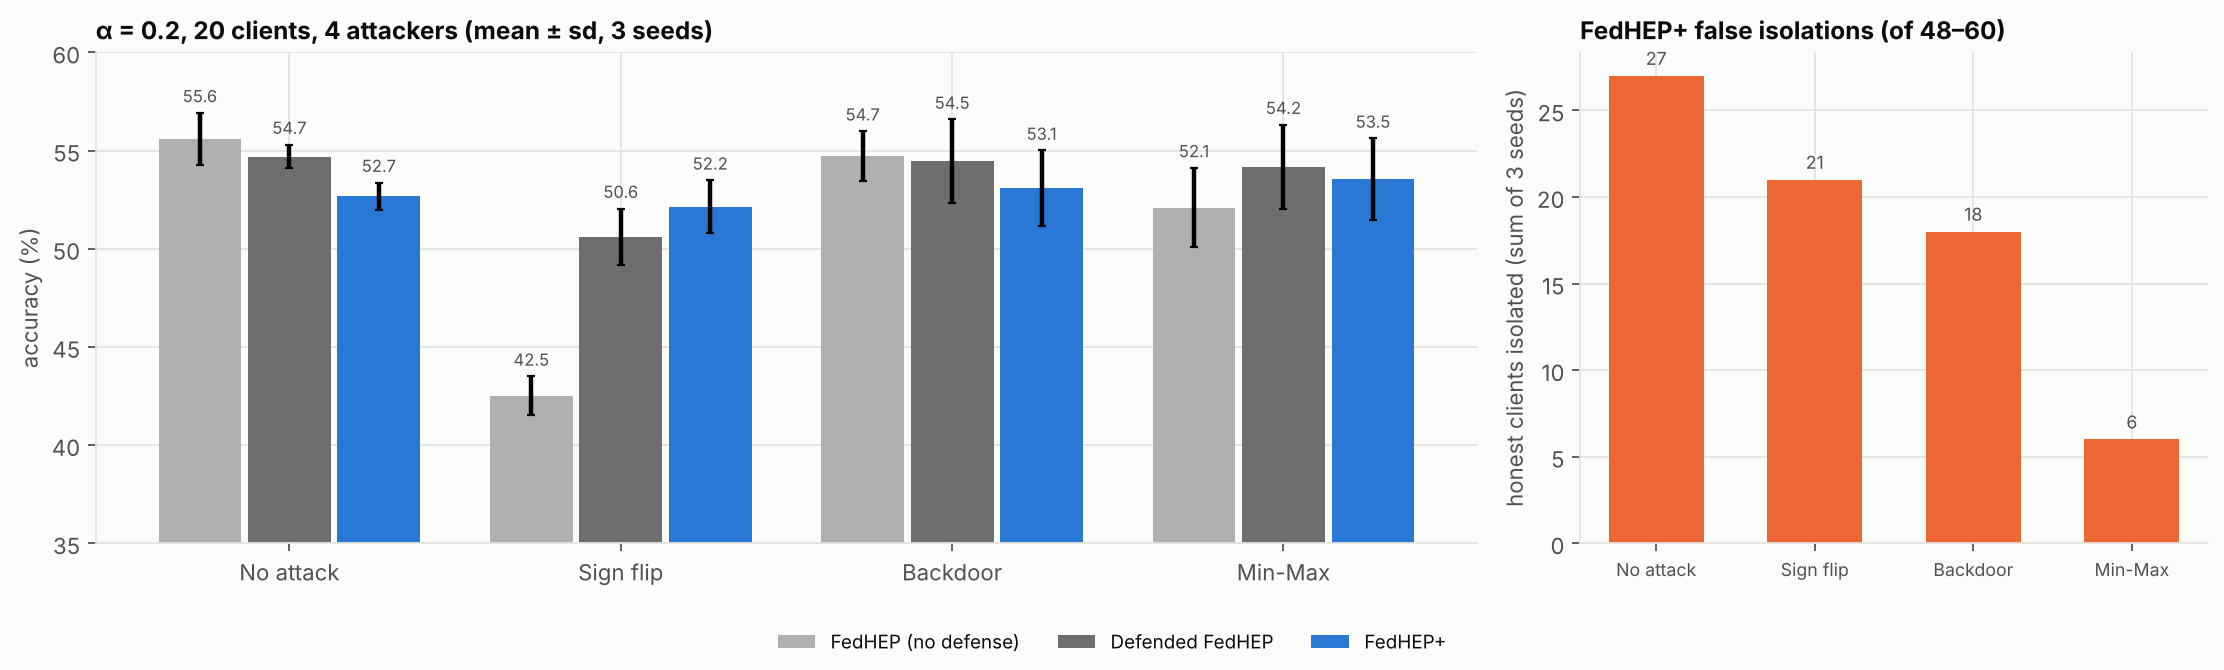 α = 0.2, 20 clients, 4 attackers (mean ± sd, 3 seeds)
accuracy (%)
60
55
50
45
40
35
55.6
54.7
52.7
42.5
50.6
52.2
54.7
54.5
53.1
52.1
54.2
53.5
No attack
Sign flip
Backdoor
Min-Max
FedHEP+ false isolations (of 48–60)
honest clients isolated (sum of 3 seeds)
25
20
15
10
5
0
27
21
18
6
No attack
Sign flip
Backdoor
Min-Max
FedHEP (no defense)
Defended FedHEP
FedHEP+